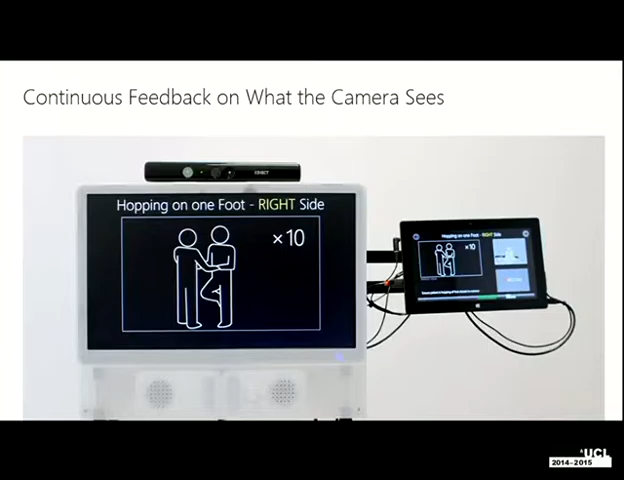 Continuous Feedback on What the Camera Sees
KINECT
Hopping on one Foot - RIGHT Side
×10
Hopping on one Foot - RIGHT Side
×10
UCL
2014-2015